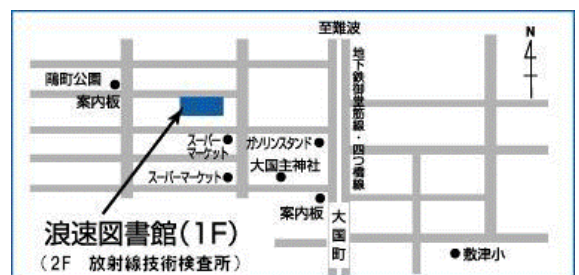 至難波
N
地下鉄御堂筋線・四つ橋線
鴎町公園
案内板
スーパー
マーケット
ガソリンスタンド
大国主神社
スーパーマーケット
案内板
大国町
浪速図書館(1F)
(2F 放射線技術検査所)
敷津小